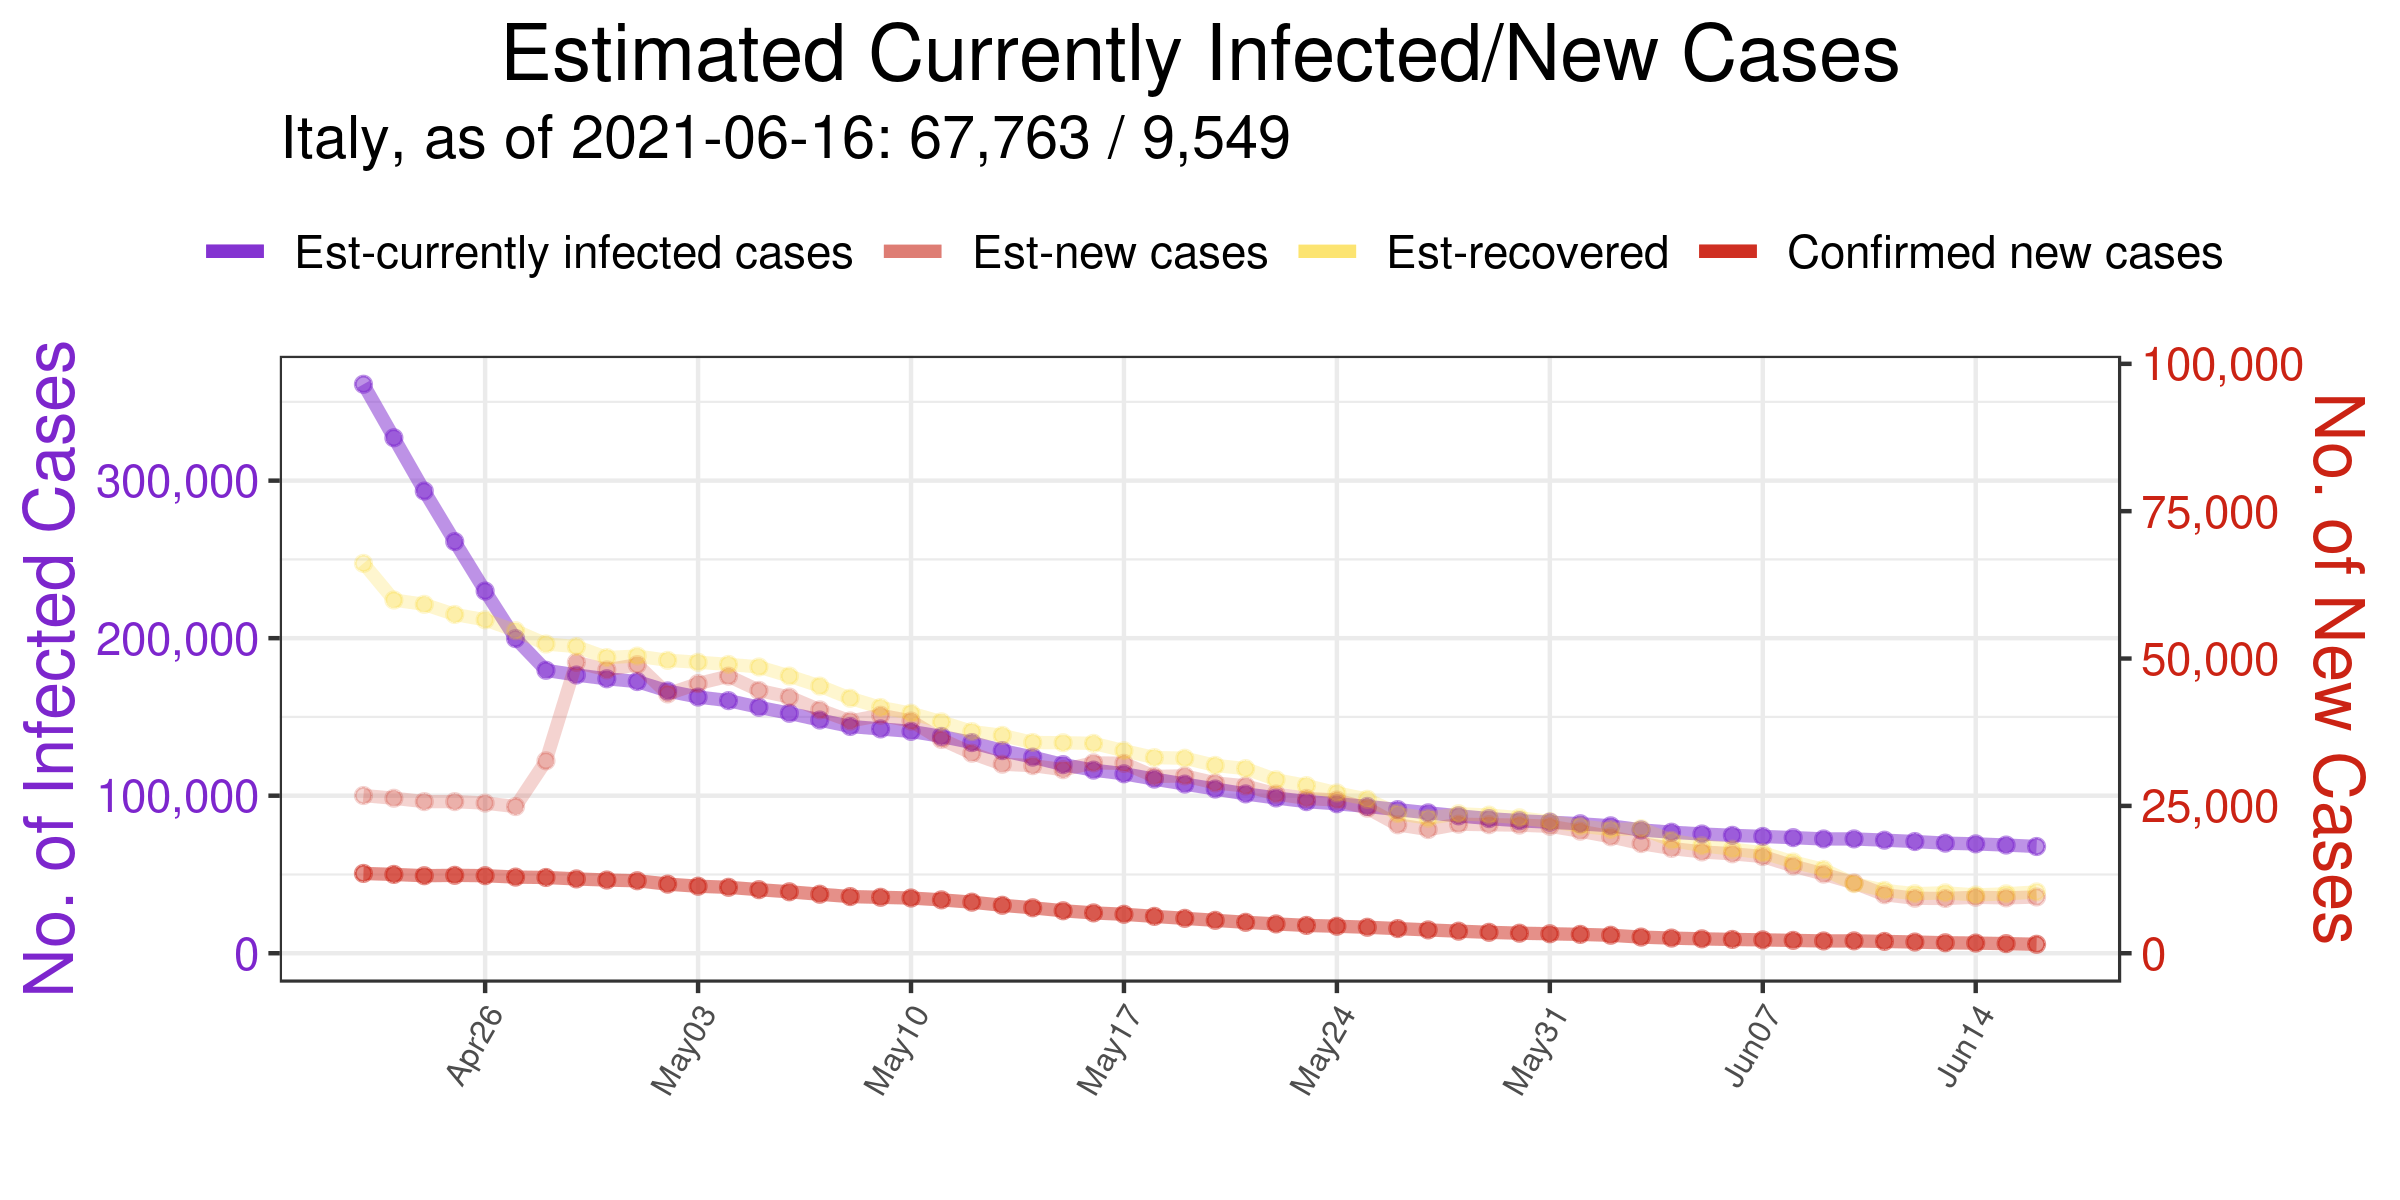 Estimated Currently Infected/New Cases
Italy, as of 2021-06-16: 67,763 / 9,549
Est-currently infected cases Est-new cases Est-recovered Confirmed new cases
No. of Infected Cases
300,000
200,000
100,000
0
100,000
75,000
50,000
25,000
0
No. of New Cases
Apr26 May03 May10 May17 May24 May31 Jun07 Jun14